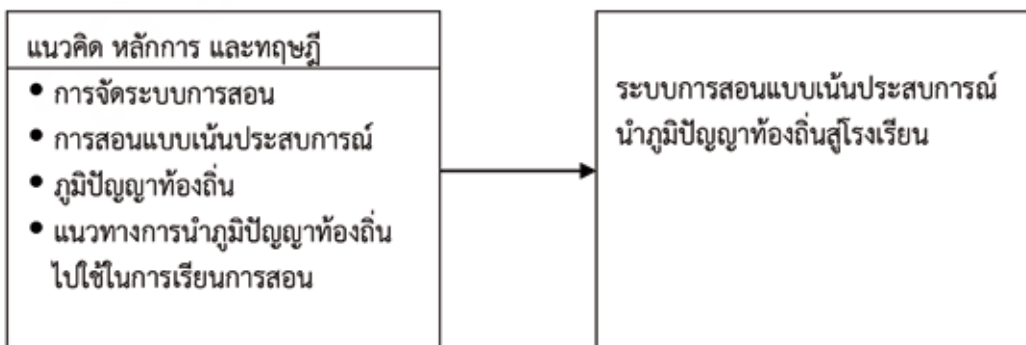 แนวคิด หลักการ และทฤษฎี
• การจัดระบบการสอน
• การสอนแบบเน้นประสบการณ์
• ภูมิปัญญาท้องถิ่น
• แนวทางการนำภูมิปัญญาท้องถิ่น
ไปใช้ในการเรียนการสอน
ระบบการสอนแบบเน้นประสบการณ์
นำภูมิปัญญาท้องถิ่นสู่โรงเรียน